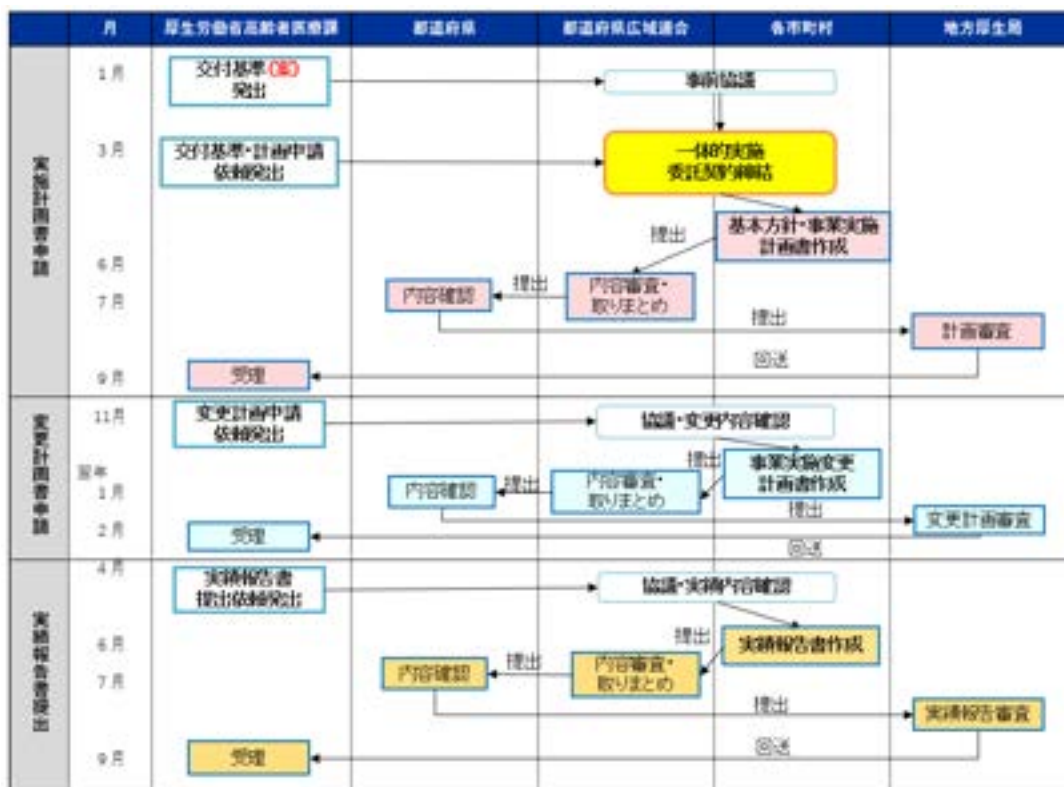 月 厚生労働省高齢者医療課 都道府県 都道府県広域連合 各市町村 地方厚生局
実施計画書申請
1月
交付基準(案)
発出
事前協議
3月
交付基準・計画申請
依頼発出
一体的実施
委託契約締結
提出
基本方針・事業実施
計画書作成
6月
7月
内容確認
提出
内容審査・
取りまとめ
提出
計画審査
回送
9月
受理
変更計画書申請
11月
変更計画申請
依頼発出
協議・変更内容確認
提出
事業実施変更
計画書作成
翌年
1月
内容確認
提出
内容審査・
取りまとめ
提出
変更計画審査
2月
受理
回送
実績報告書提出
4月
実績報告書
提出依頼発出
協議・実績内容確認
6月
提出
実績報告書作成
7月
内容確認
提出
内容審査・
取りまとめ
提出
実績報告審査
回送
9月
受理